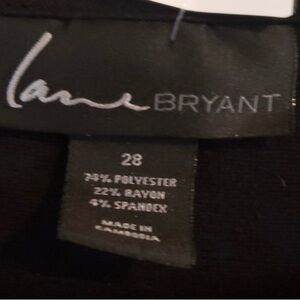 Lane BRYANT
28
74% POLYESTER
22% RAYON
4% SPANDEX
MADE IN
CAMBODIA